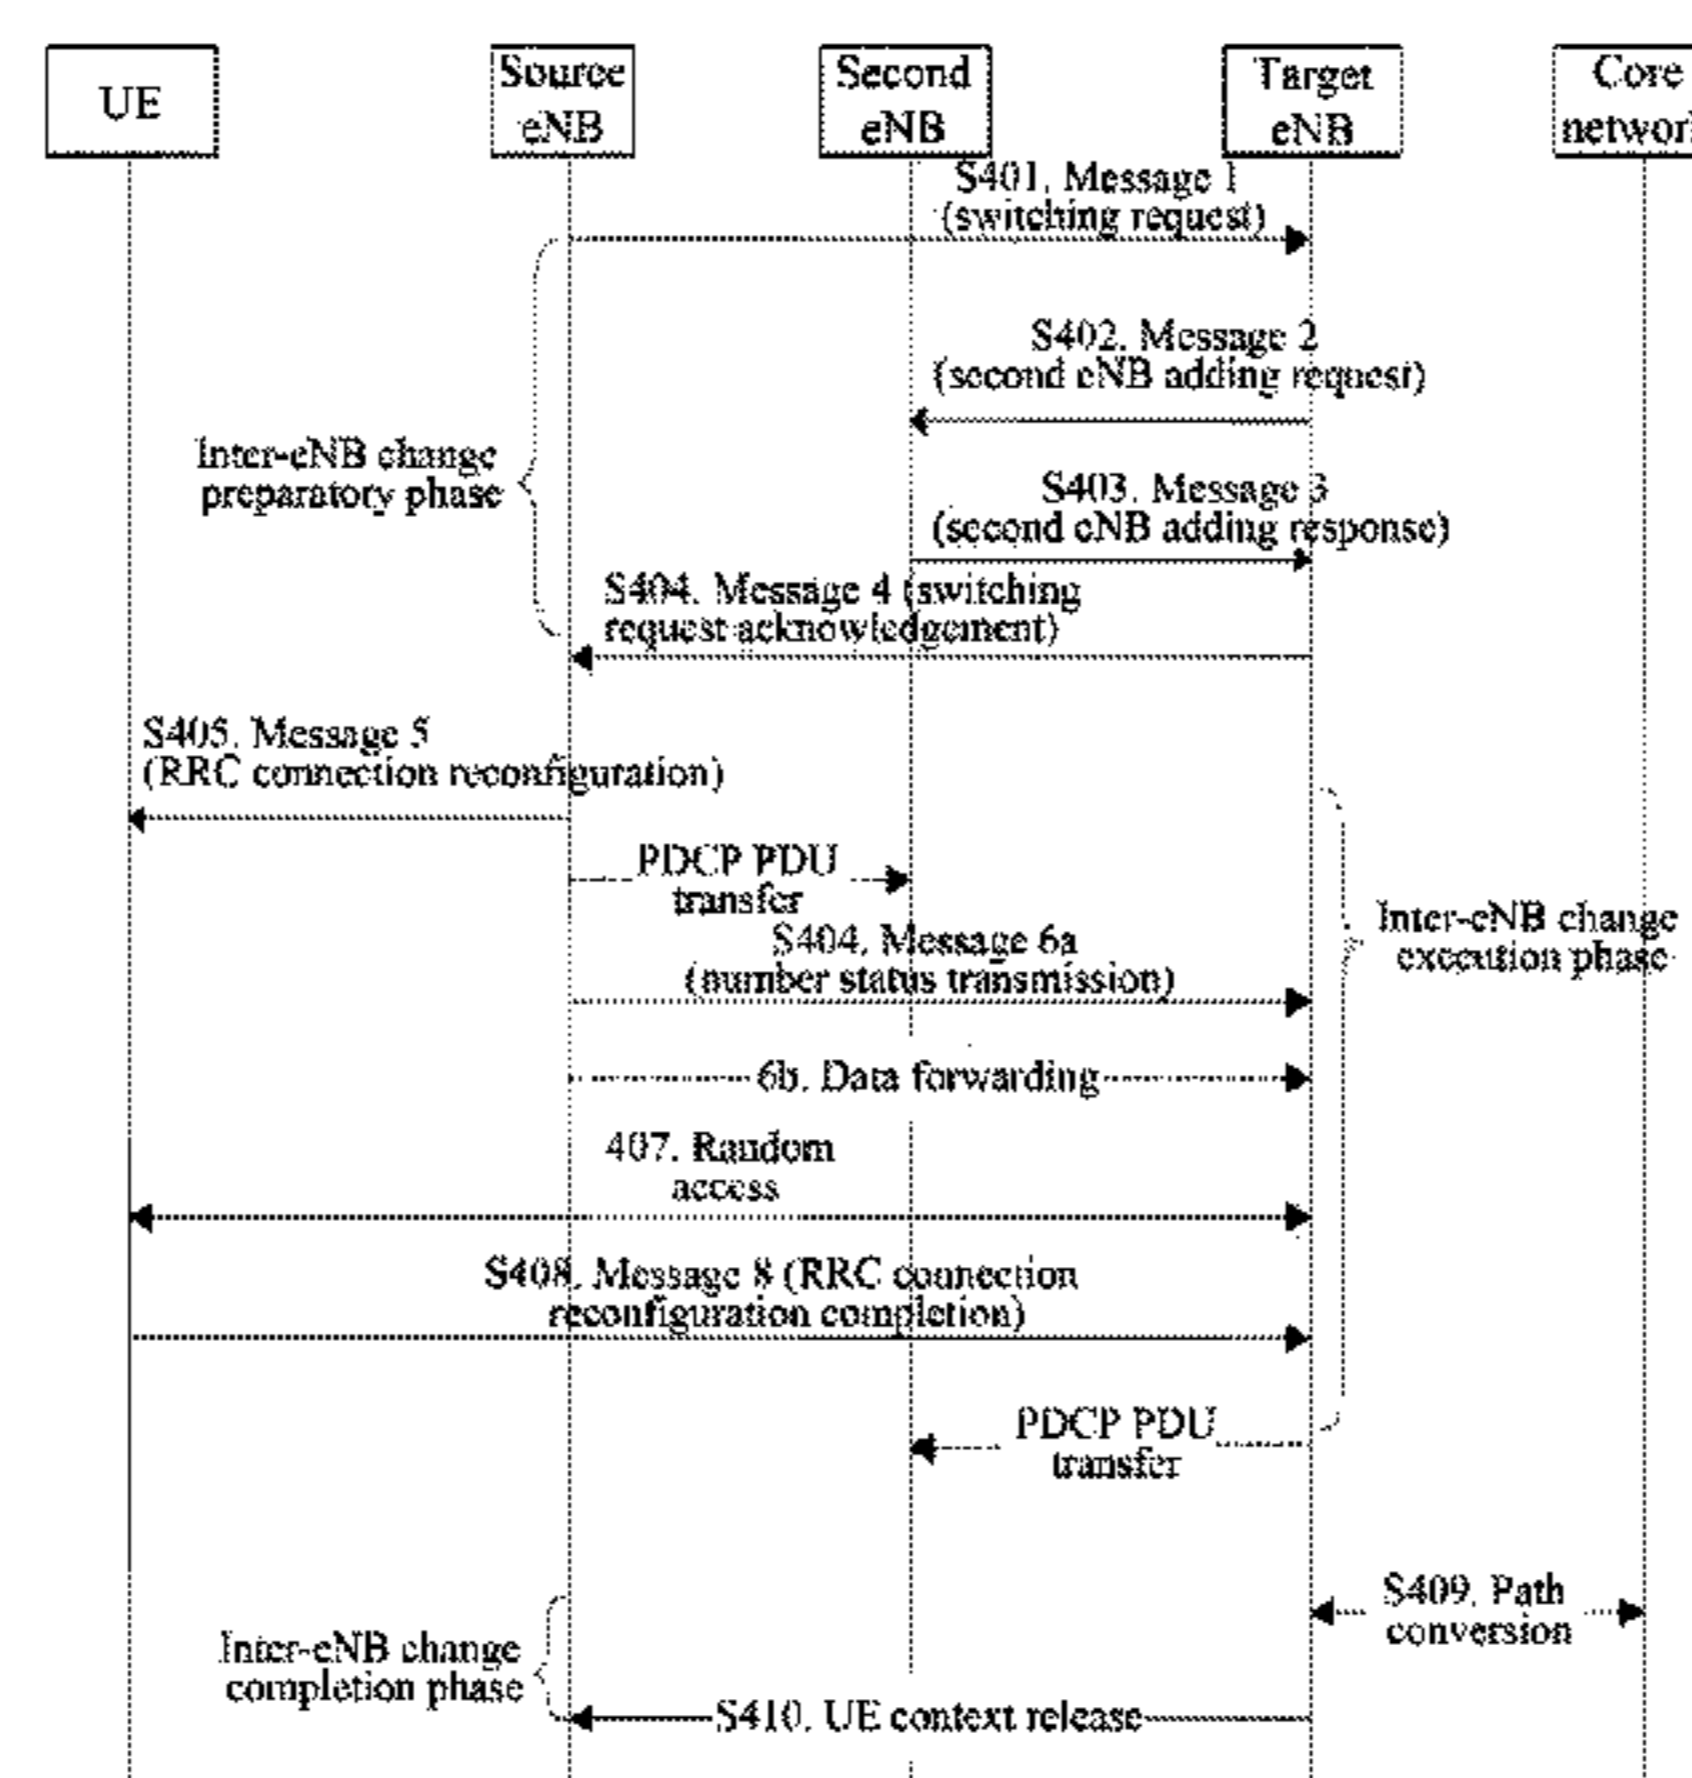 UE
Source
eNB
Second
eNB
Target
eNB
Core
networ
S401. Message 1
(switching request)
S402. Message 2
(second eNB adding request)
Inter-eNB change
preparatory phase
S403. Message 3
(second eNB adding response)
S404. Message 4 (switching
request acknowledgement)
S405. Message 5
(RRC connection reconfiguration)
PDCP PDU
transfer
Inter-eNB change
execution phase
S404. Message 6a
(number status transmission)
6b. Data forwarding
407. Random
access
S408. Message 8 (RRC connection
reconfiguration completion)
PDCP PDU
transfer
S409. Path
conversion
Inter-eNB change
completion phase
S410. UE context release